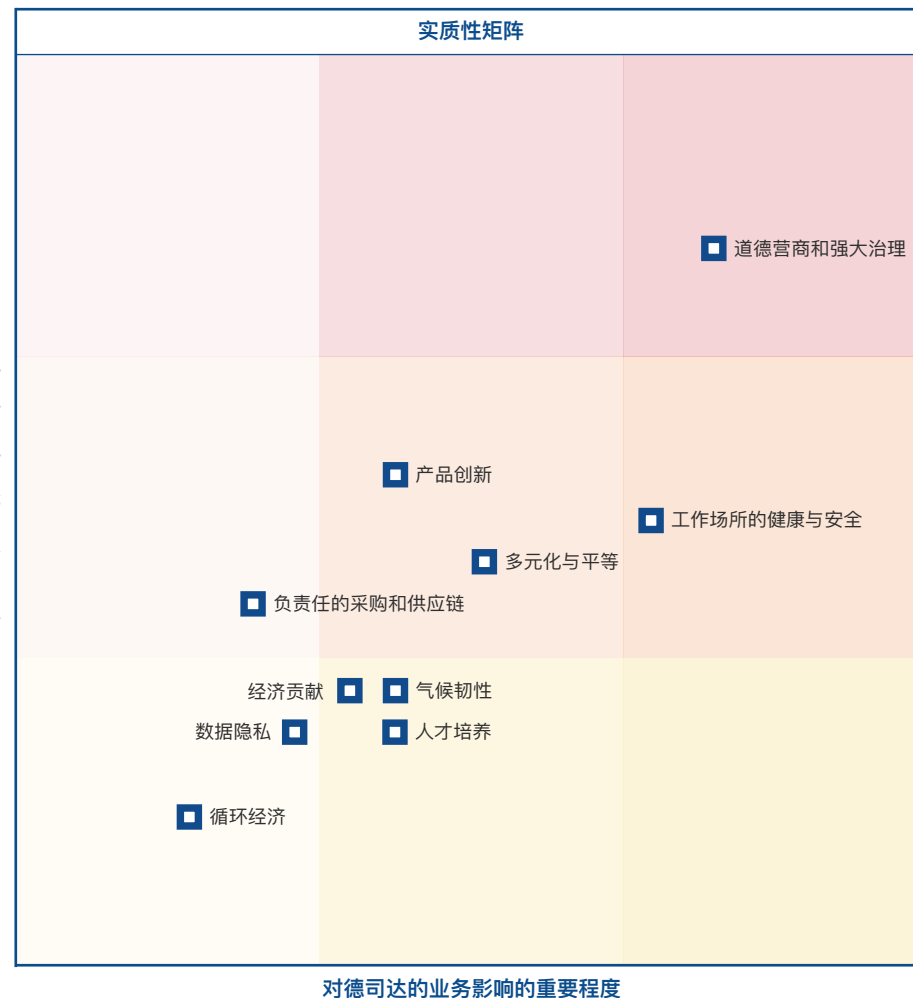 实质性矩阵
道德营商和强大治理
产品创新
工作场所的健康与安全
多元化与平等
负责任的采购和供应链
经济贡献
气候韧性
数据隐私
人才培养
循环经济
对德司达的业务影响的重要程度